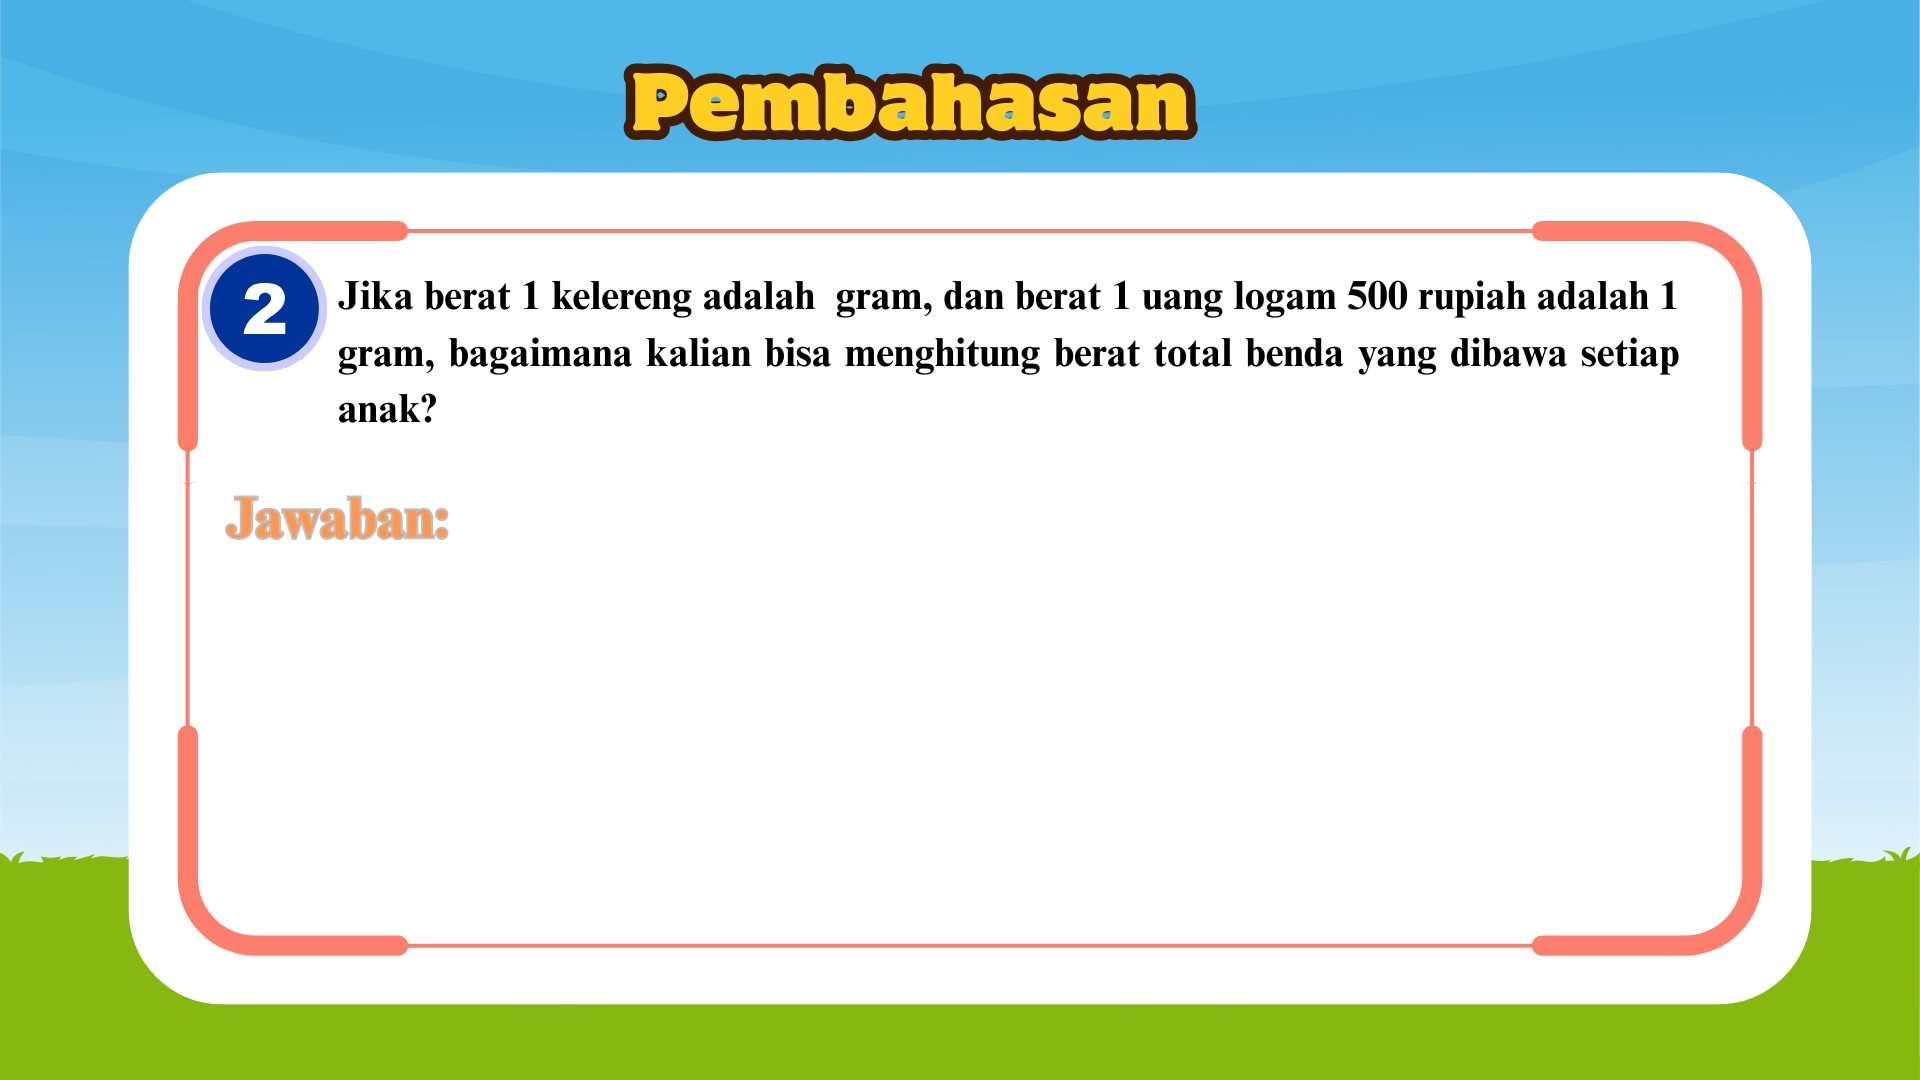 Pembahasan
2
Jika berat 1 kelereng adalah  gram, dan berat 1 uang logam 500 rupiah adalah 1
gram, bagaimana kalian bisa menghitung berat total benda yang dibawa setiap
anak?
Jawaban: